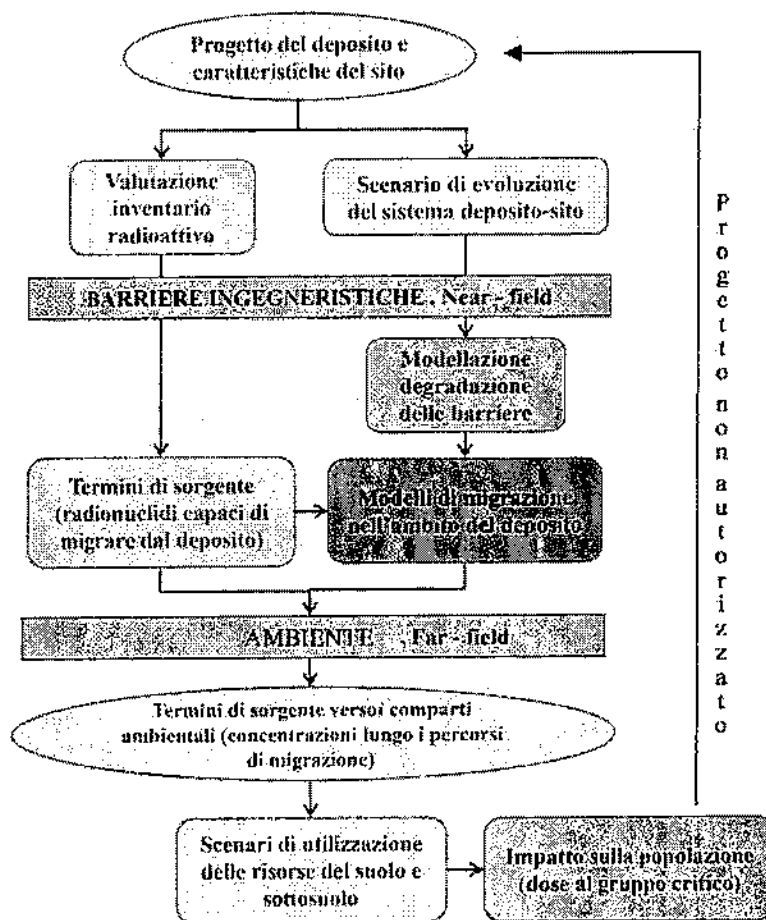 Progetto del deposito e
caratteristiche del sito
Valutazione
inventario
radioattivo
Scenario di evoluzione
del sistema deposito-sito
BARRIERE INGEGNERISTICHE , Near - field
Modellazione
degradazione
delle barriere
Termini di sorgente
(radionuclidi capaci di
migrare dal deposito)
Modelli di migrazione
nell'ambito del deposito
AMBIENTE , Far - field
Termini di sorgente versoi comparti
ambientali (concentrazioni lungo i percorsi
di migrazione)
Scenari di utilizzazione
delle risorse del suolo e
sottosuolo
Impatto sulla popolazione
(dose al gruppo critico)
Progetto non autorizzato